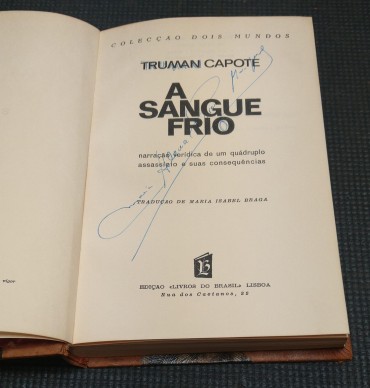 COLECÇÃO DOIS MUNDOS
TRUMAN CAPOTE
A
SANGUE
FRIO
narração verídica de um quádruplo
assassínio e suas consequências
TRADUÇÃO DE MARIA ISABEL BRAGA
EDIÇÃO «LIVROS DO BRASIL» LISBOA
Rua dos Caetanos, 22